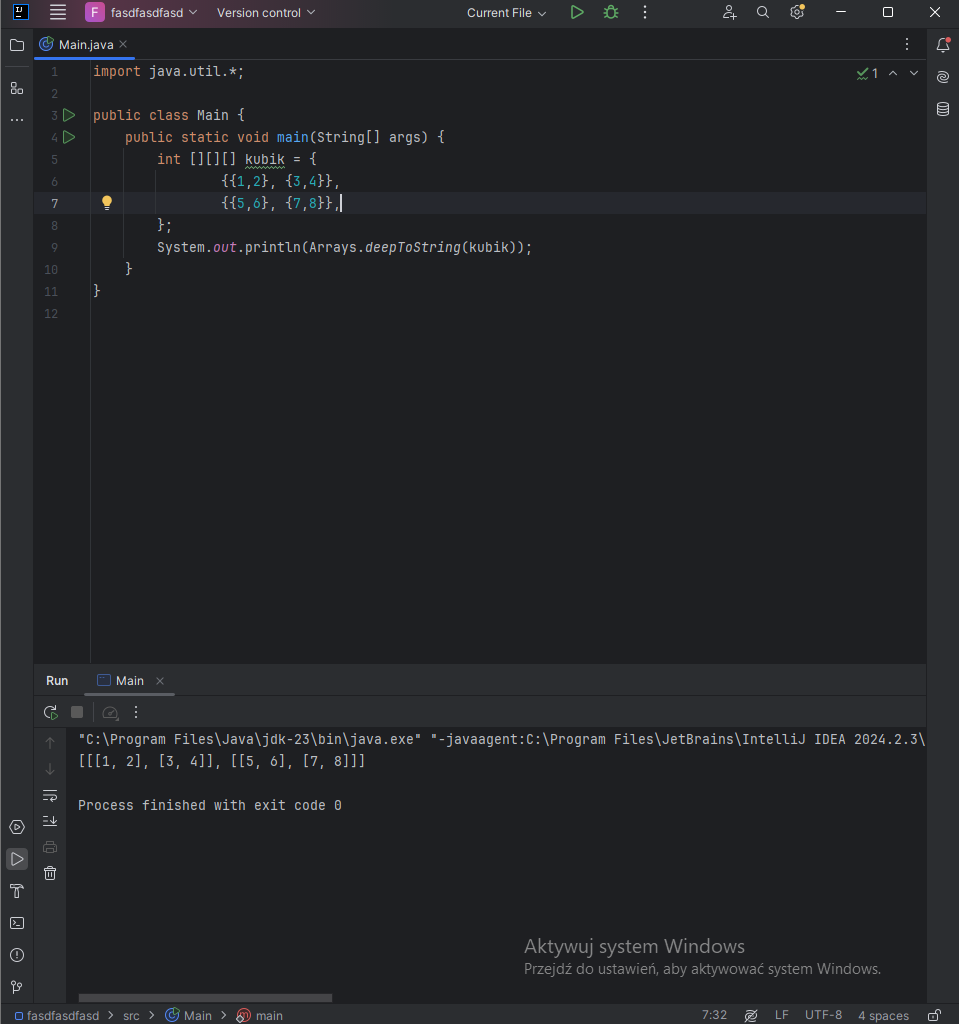 F fasdfasdfasd Version control Current File
Main.java
1 import java.util.*;
2
3 public class Main {
4 public static void main(String[] args) {
5 int [][][] kubik = {
6 {{1,2}, {3,4}},
7 {{5,6}, {7,8}},
8 };
9 System.out.println(Arrays.deepToString(kubik));
10 }
11 }
12
1
Run Main
"C:\Program Files\Java\jdk-23\bin\java.exe" "-javaagent:C:\Program Files\JetBrains\IntelliJ IDEA 2024.2.3\
[[[1, 2], [3, 4]], [[5, 6], [7, 8]]]
Process finished with exit code 0
Aktywuj system Windows
Przejdź do ustawień, aby aktywować system Windows.
fasdfasdfasd > src > Main > main 7:32 LF UTF-8 4 spaces